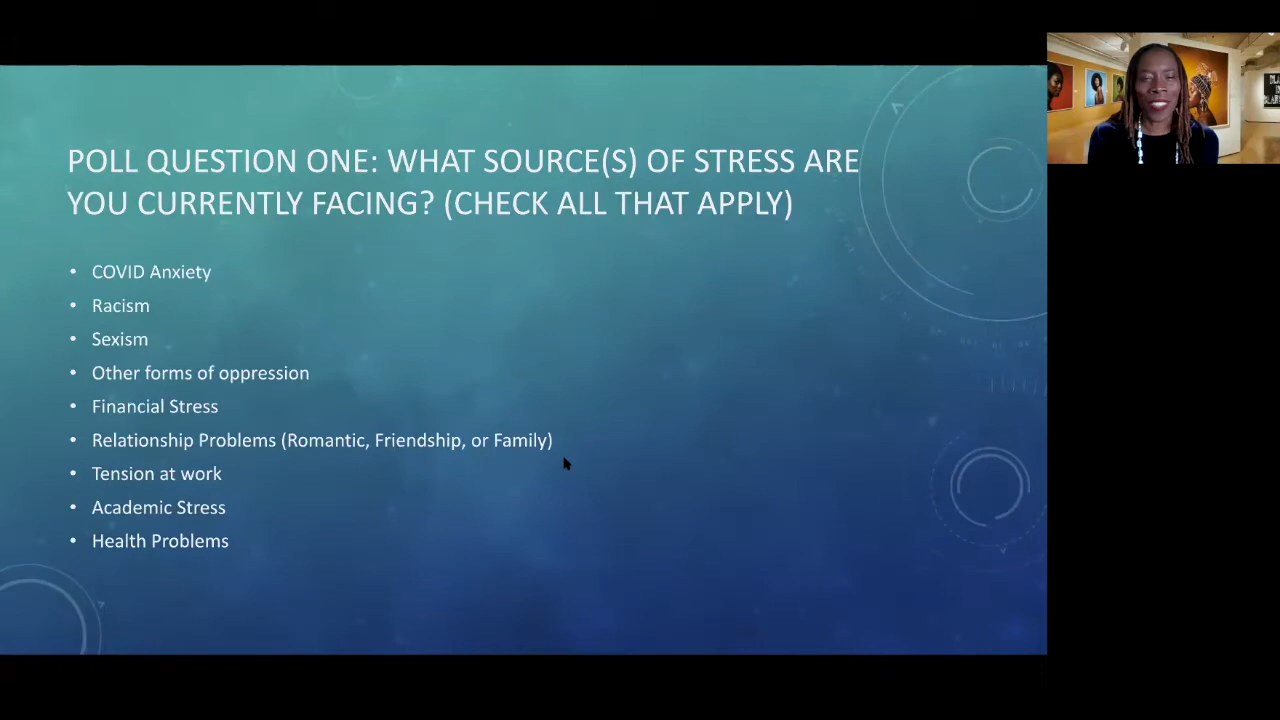 POLL QUESTION ONE: WHAT SOURCE(S) OF STRESS ARE
YOU CURRENTLY FACING? (CHECK ALL THAT APPLY)
• COVID Anxiety
• Racism
• Sexism
• Other forms of oppression
• Financial Stress
• Relationship Problems (Romantic, Friendship, or Family)
• Tension at work
• Academic Stress
• Health Problems